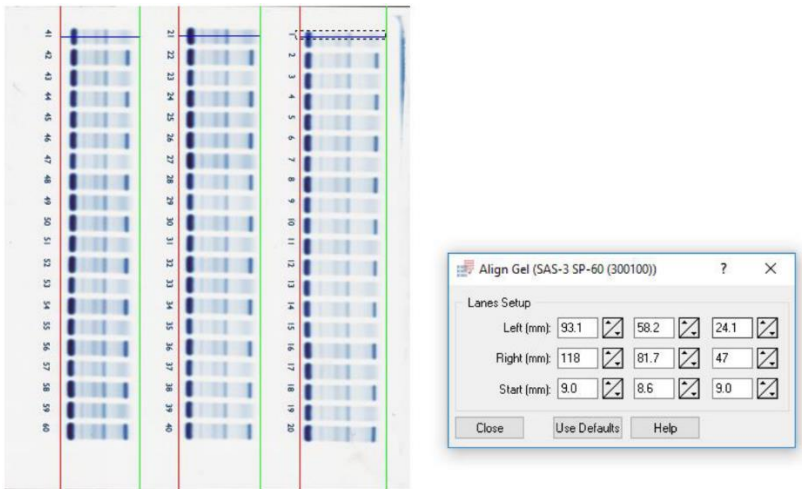 41 21 1
42 22 2
43 23 3
44 24 4
45 25 5
46 26 6
47 27 7
48 28 8
49 29 9
50 30 10
51 31 11
52 32 12
53 33 13
54 34 14
55 35 15
56 36 16
57 37 17
58 38 18
59 39 19
60 40 20
Align Gel (SAS-3 SP-60 (300100)) ? X
Lanes Setup
Left (mm): 93.1 58.2 24.1
Right (mm): 118 81.7 47
Start (mm): 9.0 8.6 9.0
Close Use Defaults Help